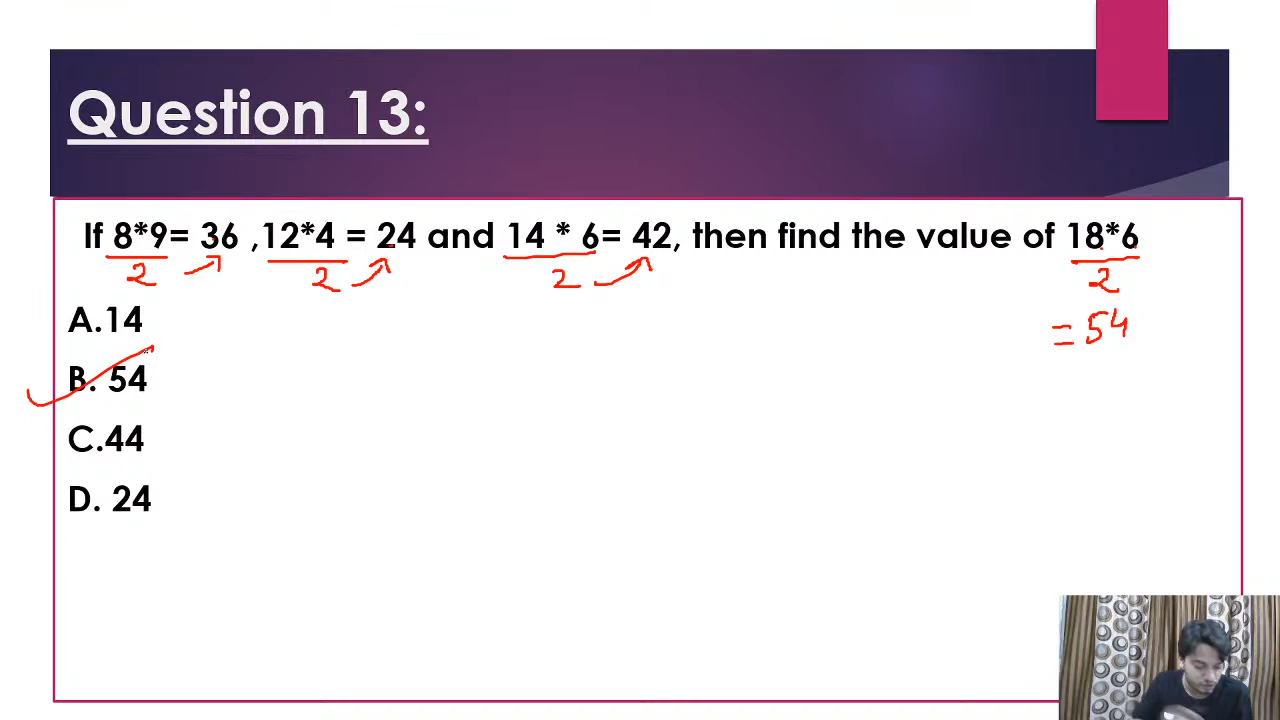 Question 13:
If 8*9= 36 ,12*4 = 24 and 14 * 6= 42, then find the value of 18*6
2 2 2 2
A.14
= 54
B. 54
C.44
D. 24